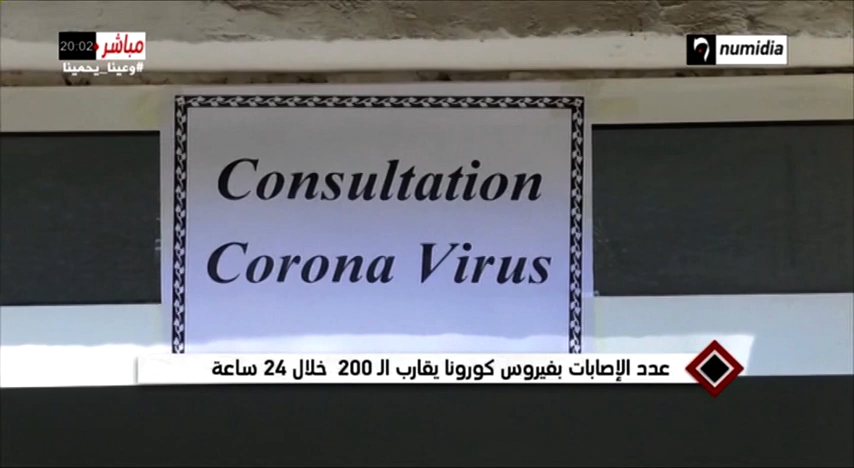 20:02 مباشر
#وعينا_يحمينا
numidia
Consultation
Corona Virus
عدد الإصابات بفيروس كورونا يقارب الـ 200 خلال 24 ساعة